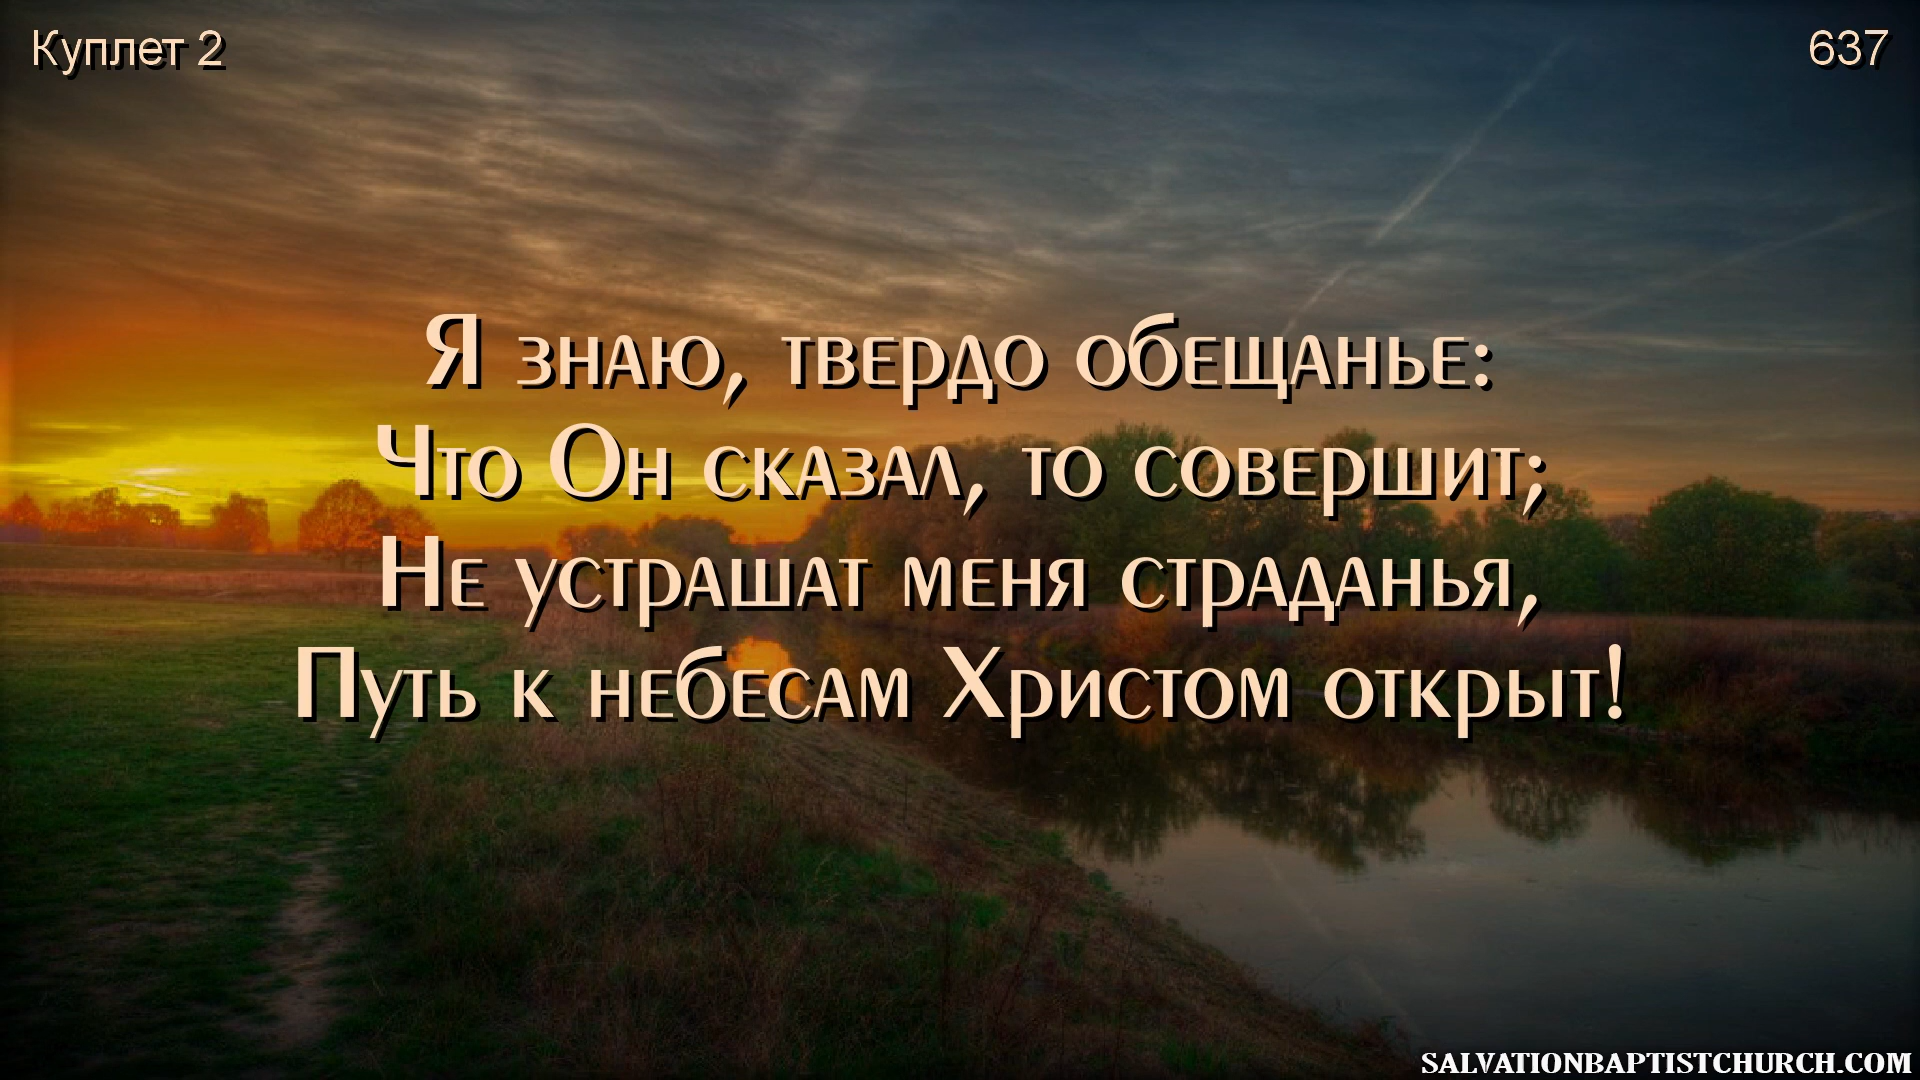 Куплет 2
637
Я знаю, твердо обещанье:
Что Он сказал, то совершит;
Не устрашат меня страданья,
Путь к небесам Христом открыт!
SALVATIONBAPTISTCHURCH.COM